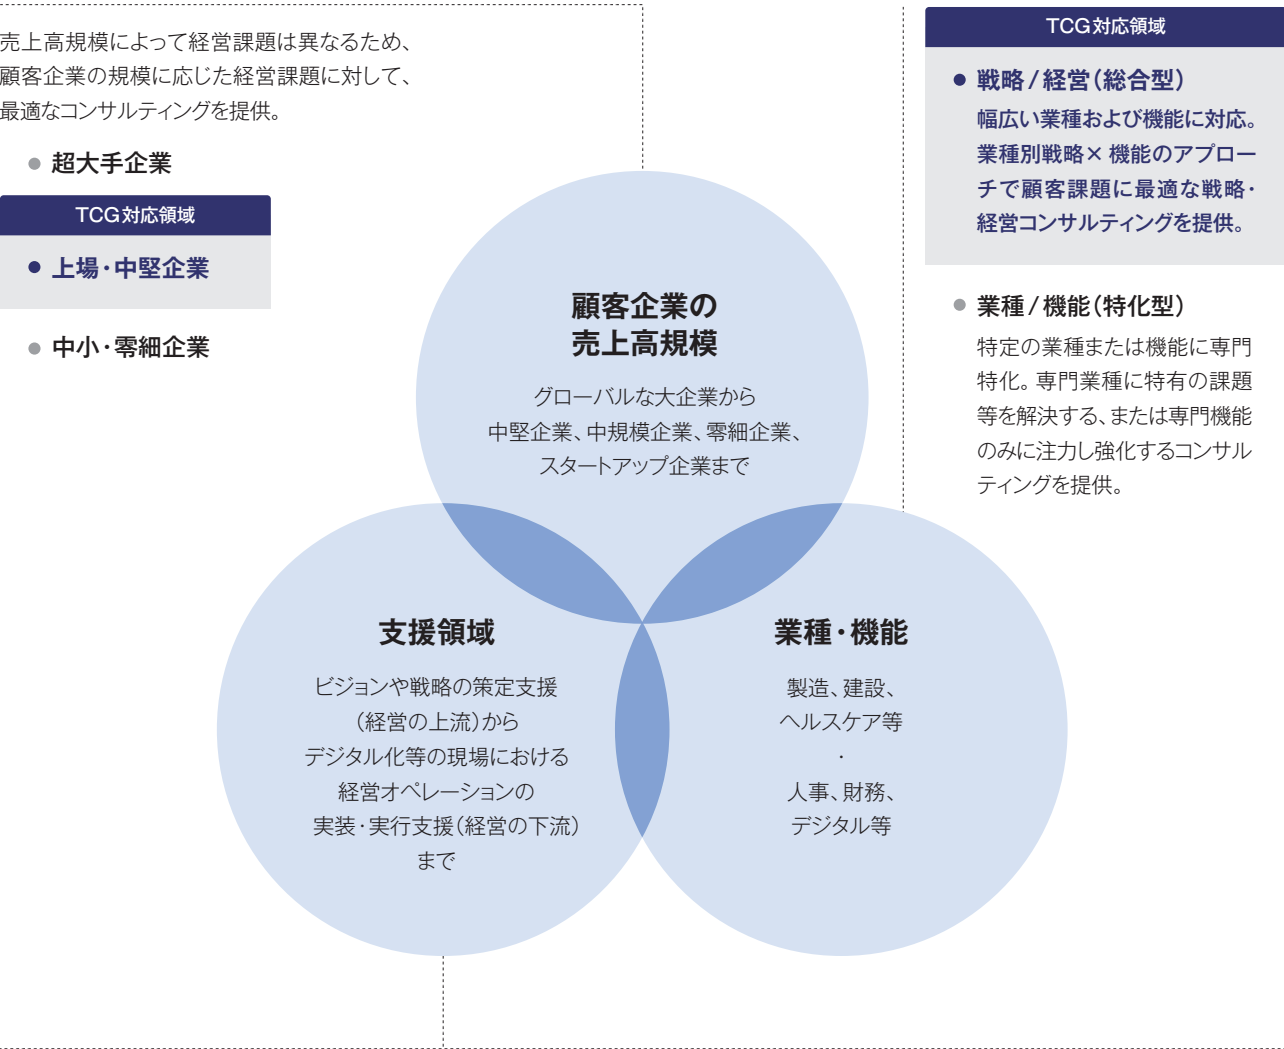 売上高規模によって経営課題は異なるため、
顧客企業の規模に応じた経営課題に対して、
最適なコンサルティングを提供。
● 超大手企業
TCG対応領域
● 上場・中堅企業
● 中小・零細企業
TCG対応領域
● 戦略/経営(総合型)
幅広い業種および機能に対応。
業種別戦略×機能のアプロー
チで顧客課題に最適な戦略・
経営コンサルティングを提供。
● 業種/機能(特化型)
特定の業種または機能に専門
特化。専門業種に特有の課題
等を解決する、または専門機能
のみに注力し強化するコンサル
ティングを提供。
顧客企業の
売上高規模
グローバルな大企業から
中堅企業、中規模企業、零細企業、
スタートアップ企業まで
支援領域
ビジョンや戦略の策定支援
(経営の上流)から
デジタル化等の現場における
経営オペレーションの
実装・実行支援(経営の下流)
まで
業種・機能
製造、建設、
ヘルスケア等
・
人事、財務、
デジタル等